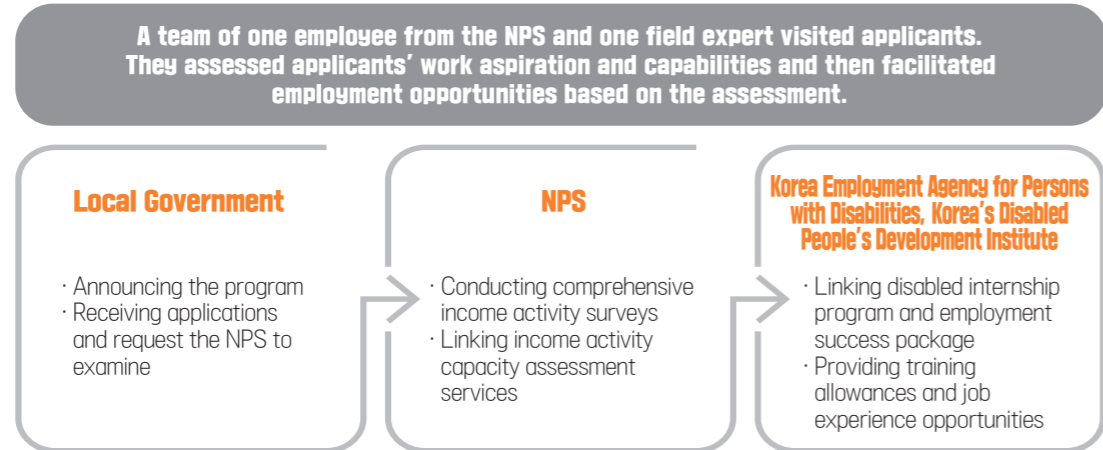 A team of one employee from the NPS and one field expert visited applicants.
They assessed applicants' work aspiration and capabilities and then facilitated
employment opportunities based on the assessment.
Local Government
· Announcing the program
· Receiving applications
and request the NPS to
examine
NPS
· Conducting comprehensive
income activity surveys
· Linking income activity
capacity assessment
services
Korea Employment Agency for Persons
with Disabilities, Korea's Disabled
People's Development Institute
· Linking disabled internship
program and employment
success package
· Providing training
allowances and job
experience opportunities